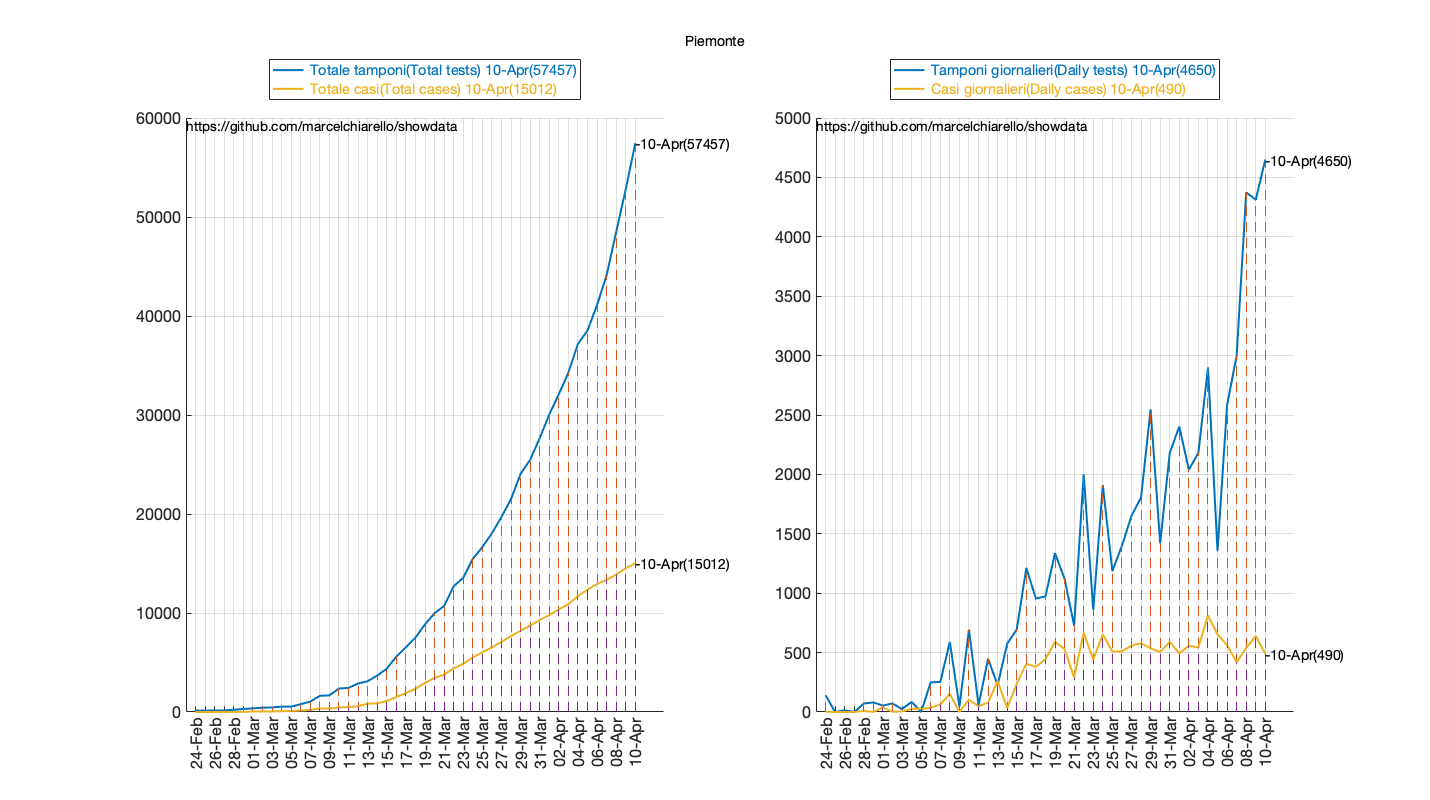 Piemonte
Totale tamponi(Total tests) 10-Apr(57457)
Totale casi(Total cases) 10-Apr(15012)
https://github.com/marcelchiarello/showdata
60000
50000
40000
30000
20000
10000
0
10-Apr(57457)
10-Apr(15012)
24-Feb
26-Feb
28-Feb
01-Mar
03-Mar
05-Mar
07-Mar
09-Mar
11-Mar
13-Mar
15-Mar
17-Mar
19-Mar
21-Mar
23-Mar
25-Mar
27-Mar
29-Mar
31-Mar
02-Apr
04-Apr
06-Apr
08-Apr
10-Apr
Tamponi giornalieri(Daily tests) 10-Apr(4650)
Casi giornalieri(Daily cases) 10-Apr(490)
https://github.com/marcelchiarello/showdata
5000
4500
4000
3500
3000
2500
2000
1500
1000
500
0
10-Apr(4650)
10-Apr(490)
24-Feb
26-Feb
28-Feb
01-Mar
03-Mar
05-Mar
07-Mar
09-Mar
11-Mar
13-Mar
15-Mar
17-Mar
19-Mar
21-Mar
23-Mar
25-Mar
27-Mar
29-Mar
31-Mar
02-Apr
04-Apr
06-Apr
08-Apr
10-Apr